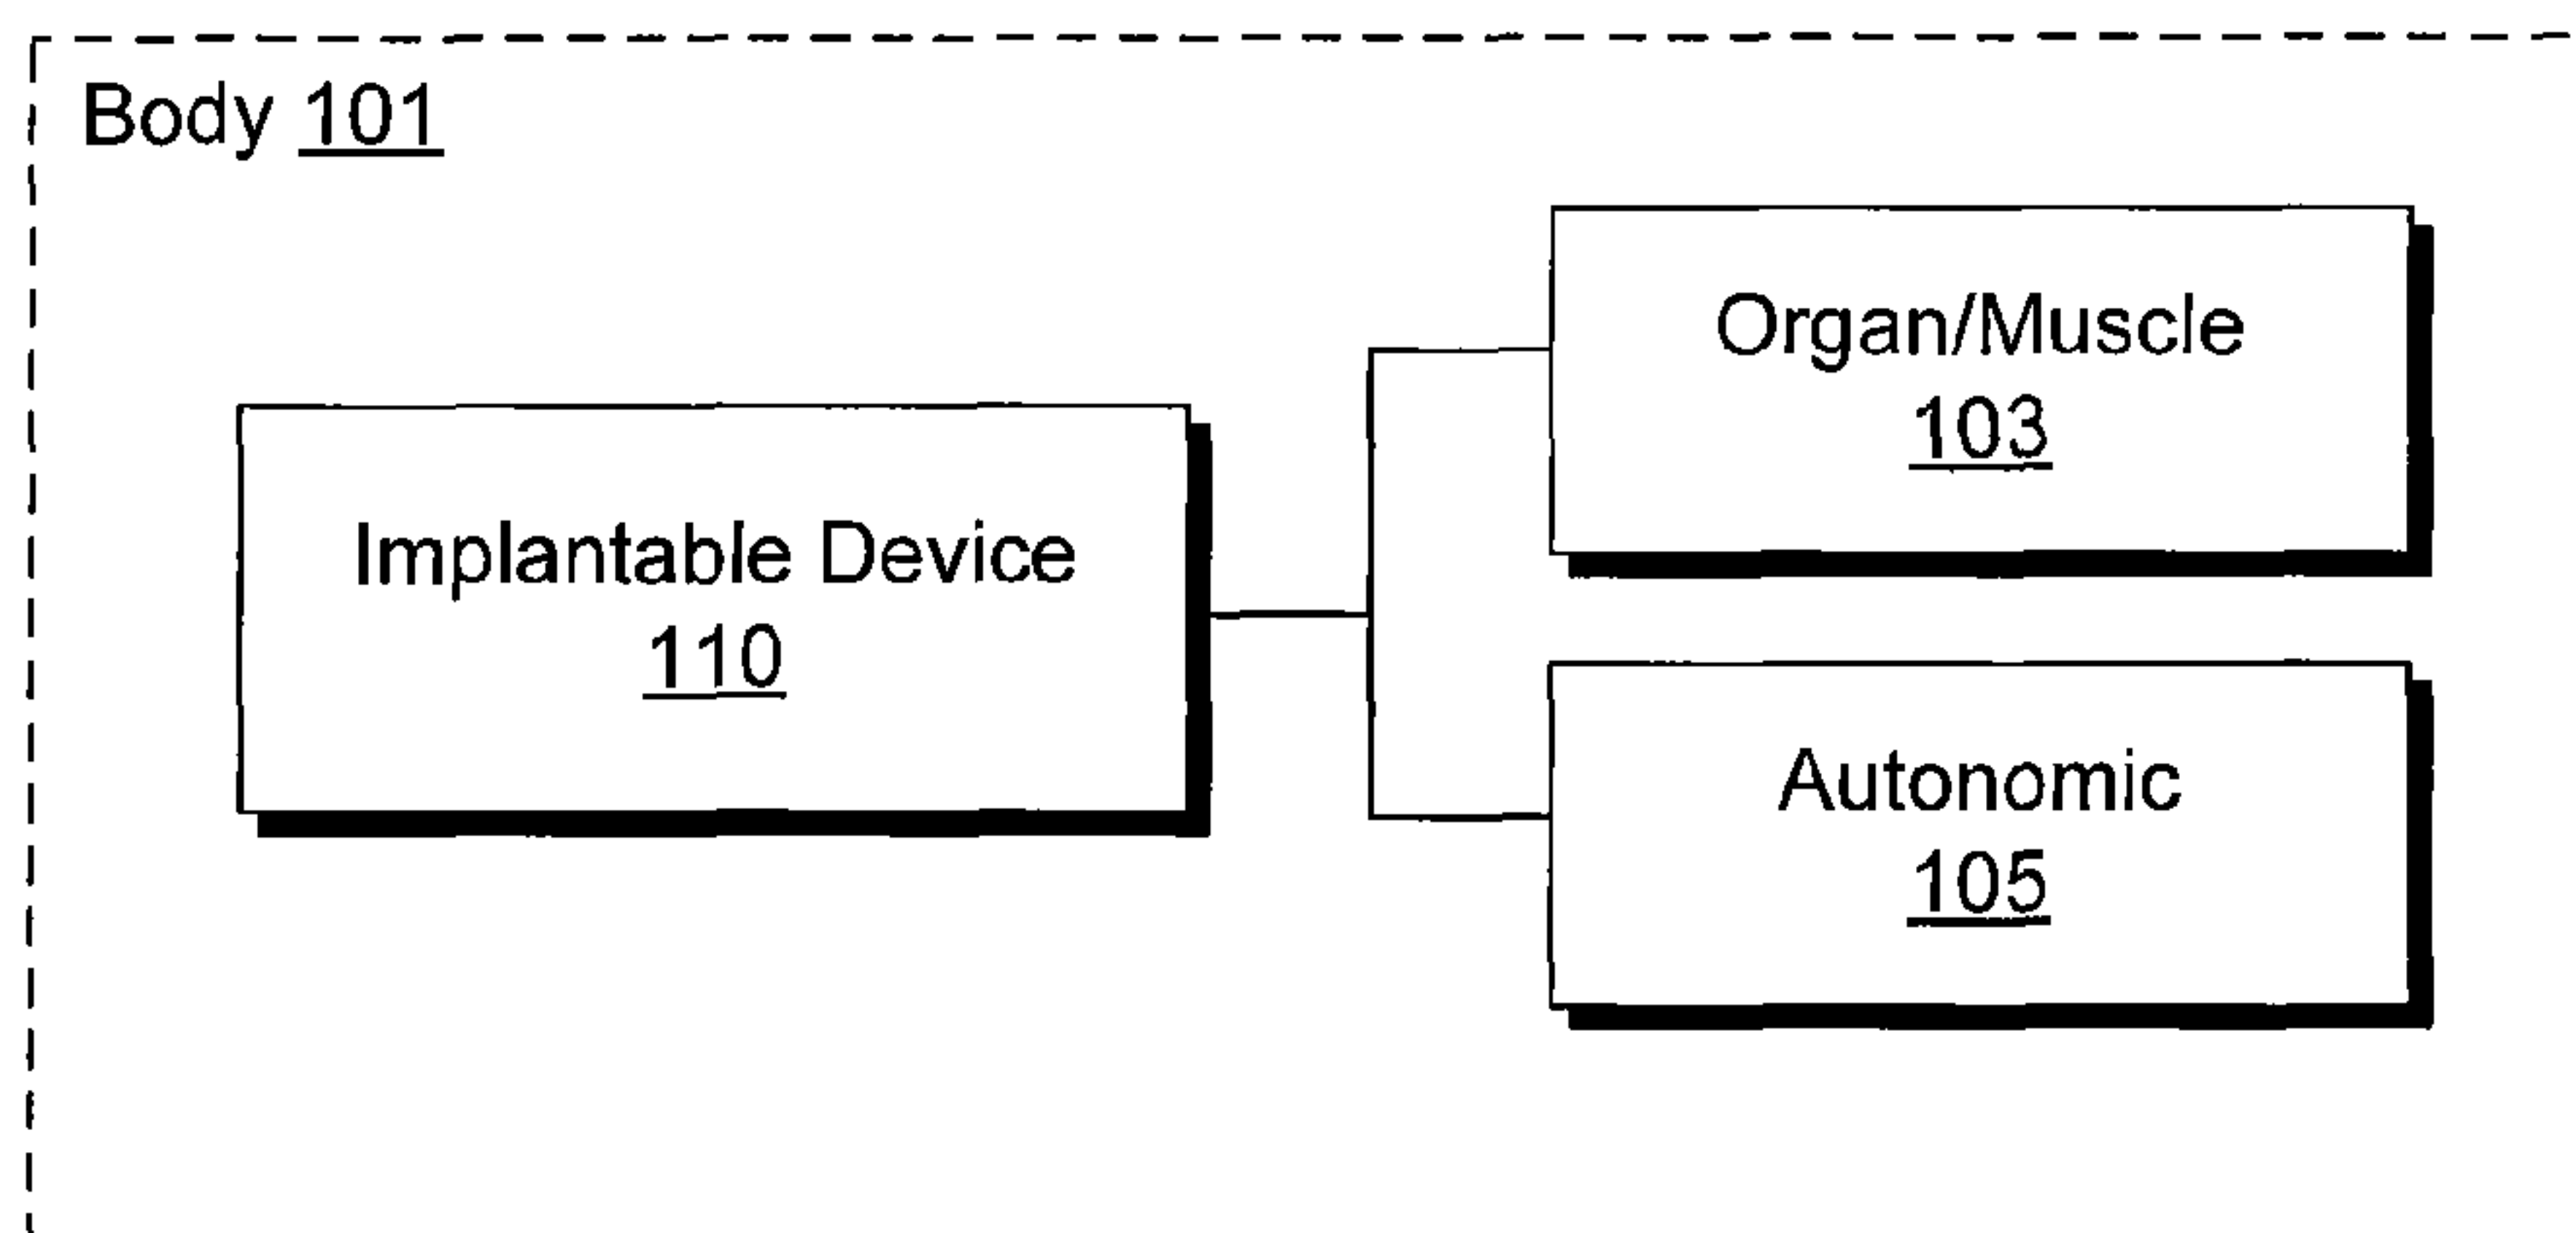 Body 101
Organ/Muscle
103
Implantable Device
110
Autonomic
105